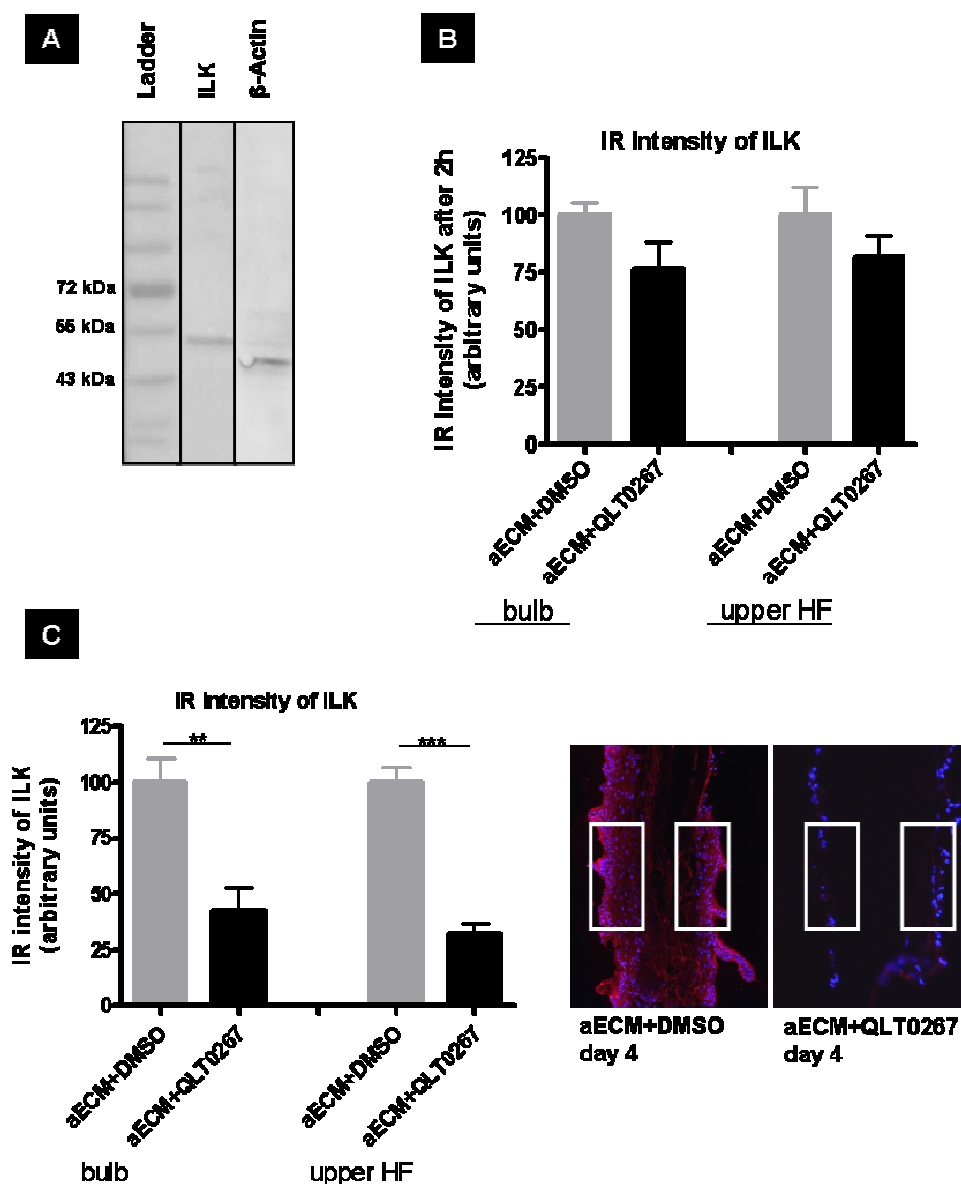 A
Ladder
ILK
β-Actin
72 kDa
55 kDa
43 kDa
B
IR Intensity of ILK
IR Intensity of ILK after 2h
(arbitrary units)
125
100
75
50
25
0
aECM+DMSO
aECM+QLT0267
aECM+DMSO
aECM+QLT0267
bulb
upper HF
C
IR Intensity of ILK
IR intensity of ILK
(arbitrary units)
125
100
75
50
25
0
**
***
aECM+DMSO
aECM+QLT0267
aECM+DMSO
aECM+QLT0267
bulb
upper HF
aECM+DMSO
day 4
aECM+QLT0267
day 4